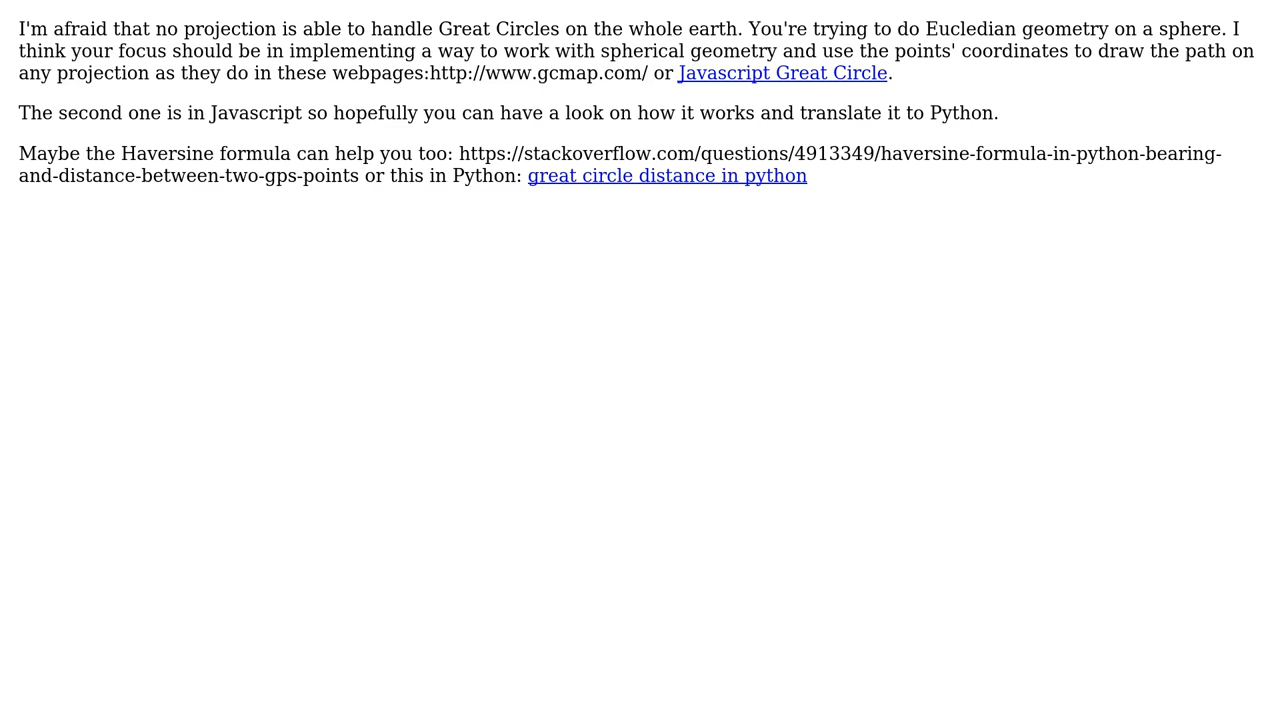 I'm afraid that no projection is able to handle Great Circles on the whole earth. You're trying to do Eucledian geometry on a sphere. I
think your focus should be in implementing a way to work with spherical geometry and use the points' coordinates to draw the path on
any projection as they do in these webpages:http://www.gcmap.com/ or Javascript Great Circle.
The second one is in Javascript so hopefully you can have a look on how it works and translate it to Python.
Maybe the Haversine formula can help you too: https://stackoverflow.com/questions/4913349/haversine-formula-in-python-bearing-
and-distance-between-two-gps-points or this in Python: great circle distance in python